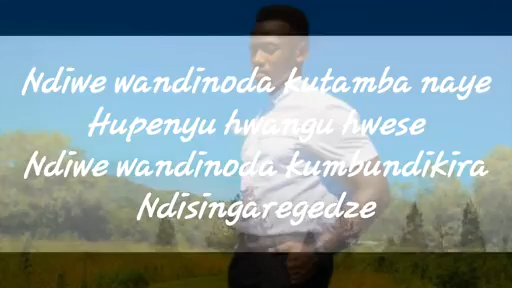 Ndiwe wandinoda kutamba naye
Hupenyu hwangu hwese
Ndiwe wandinoda kumbundikira
Ndisingaregedze